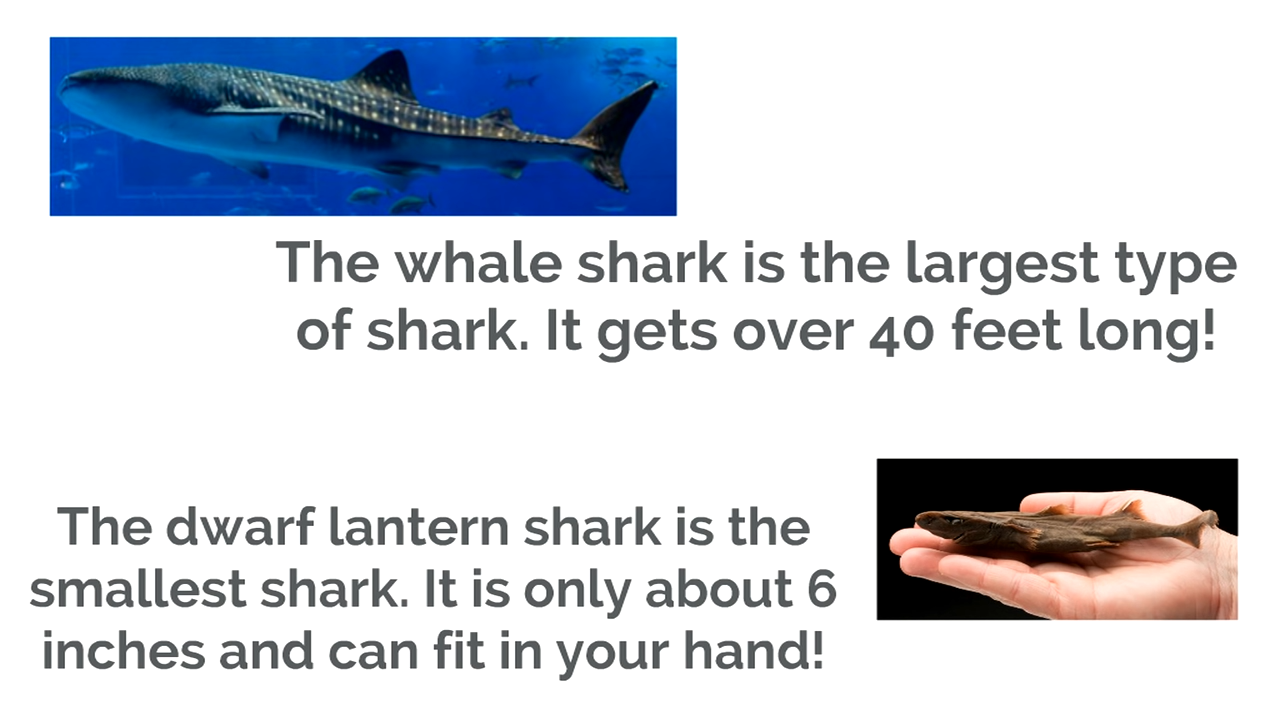 The whale shark is the largest type
of shark. It gets over 40 feet long!
The dwarf lantern shark is the
smallest shark. It is only about 6
inches and can fit in your hand!